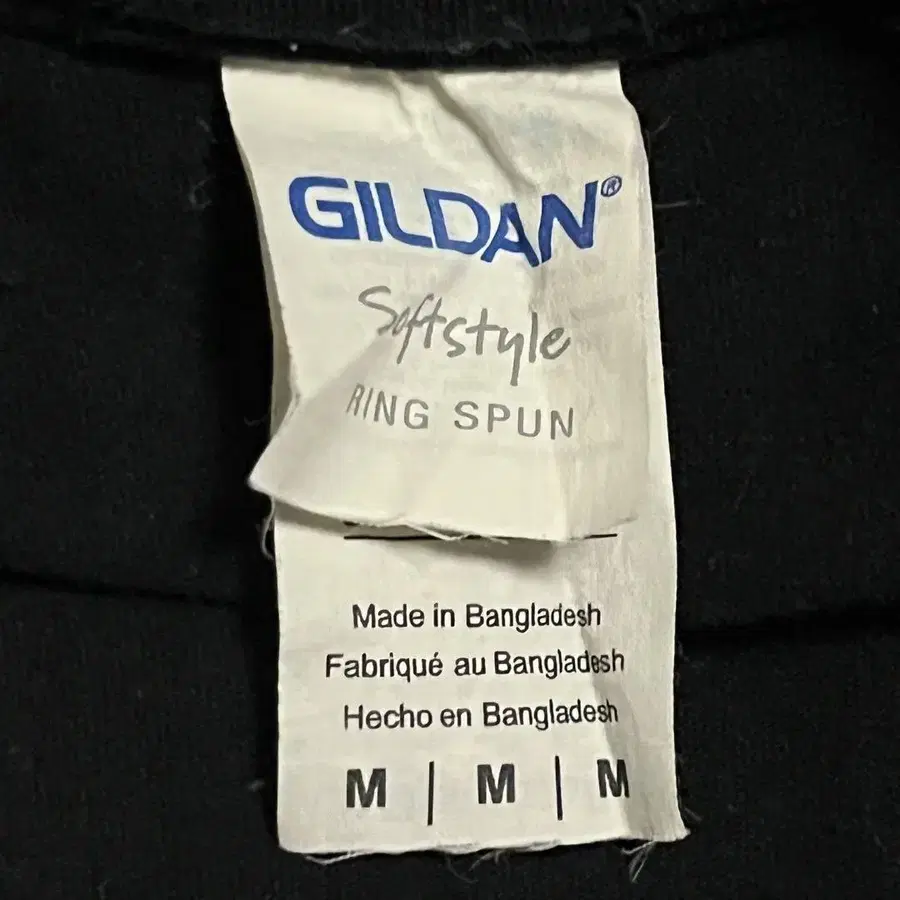 GILDAN®
Softstyle
RING SPUN
Made in Bangladesh
Fabriqué au Bangladesh
Hecho en Bangladesh
M | M | M